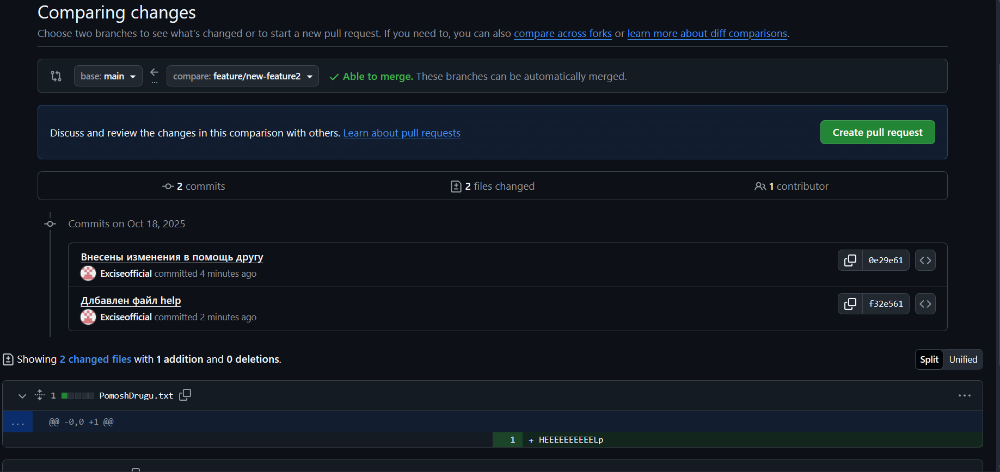 Comparing changes
Choose two branches to see what’s changed or to start a new pull request. If you need to, you can also compare across forks or learn more about diff comparisons.
base: main ... compare: feature/new-feature2 Able to merge. These branches can be automatically merged.
Discuss and review the changes in this comparison with others. Learn about pull requests Create pull request
2 commits 2 files changed 1 contributor
Commits on Oct 18, 2025
Внесены изменения в помощь другу 0e29e61
Exciseofficial committed 4 minutes ago
Длбавлен файл help f32e561
Exciseofficial committed 2 minutes ago
Showing 2 changed files with 1 addition and 0 deletions. Split Unified
1 PomoshDrugu.txt ...
... @@ -0,0 +1 @@
1 + HEEEEEEEEEELp